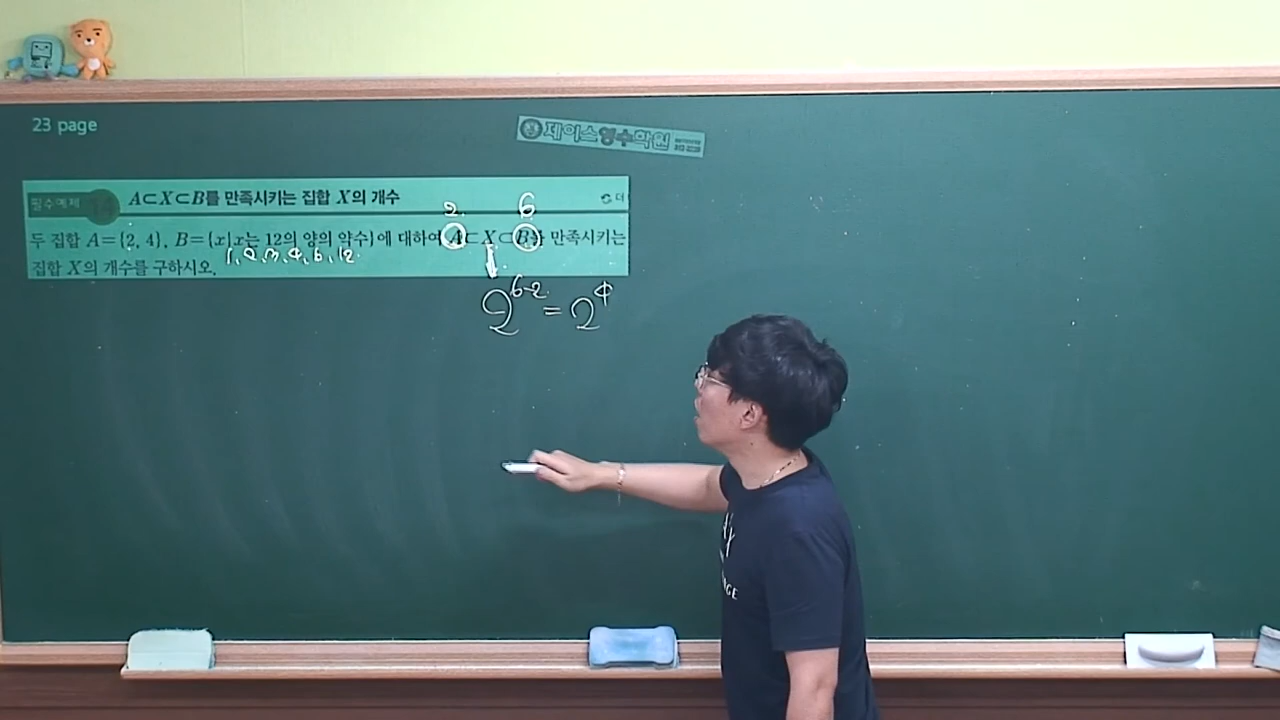 23 page
제이스영수학원
필수예제 A⊂X⊂B를 만족시키는 집합 X의 개수
2 6
두 집합 A={2, 4}, B={x|x는 12의 양의 약수}에 대하여 A⊂X⊂B를 만족시키는
1, 2, 3, 4, 6, 12
집합 X의 개수를 구하시오.
2^{6-2} = 2^4